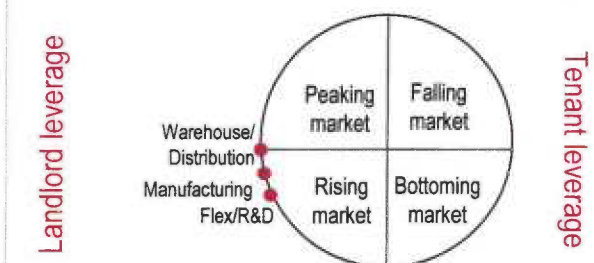 Landlord leverage
Peaking
market
Falling
market
Warehouse/
Distribution
Manufacturing
Flex/R&D
Rising
market
Bottoming
market
Tenant leverage